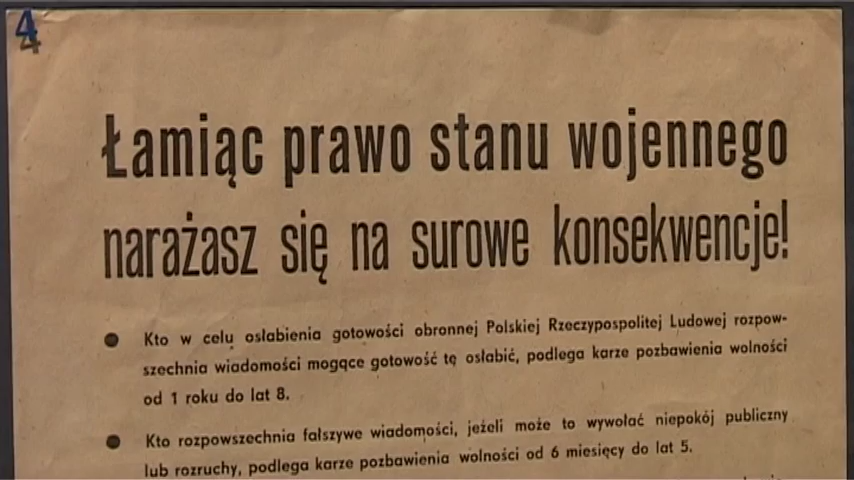 4
4
Łamiąc prawo stanu wojennego
narażasz się na surowe konsekwencje!
● Kto w celu osłabienia gotowości obronnej Polskiej Rzeczypospolitej Ludowej rozpow-
szechnia wiadomości mogące gotowość tę osłabić, podlega karze pozbawienia wolności
od 1 roku do lat 8.
● Kto rozpowszechnia fałszywe wiadomości, jeżeli może to wywołać niepokój publiczny
lub rozruchy, podlega karze pozbawienia wolności od 6 miesięcy do lat 5.